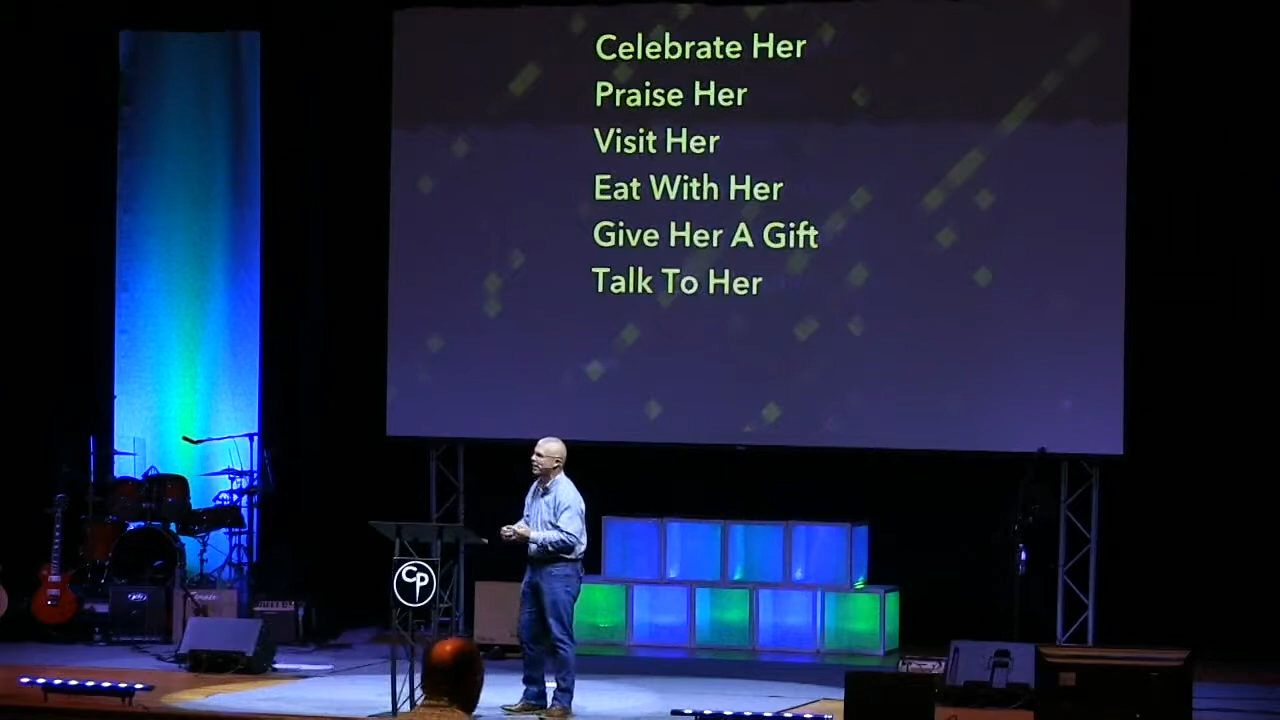 Celebrate Her
Praise Her
Visit Her
Eat With Her
Give Her A Gift
Talk To Her
CP